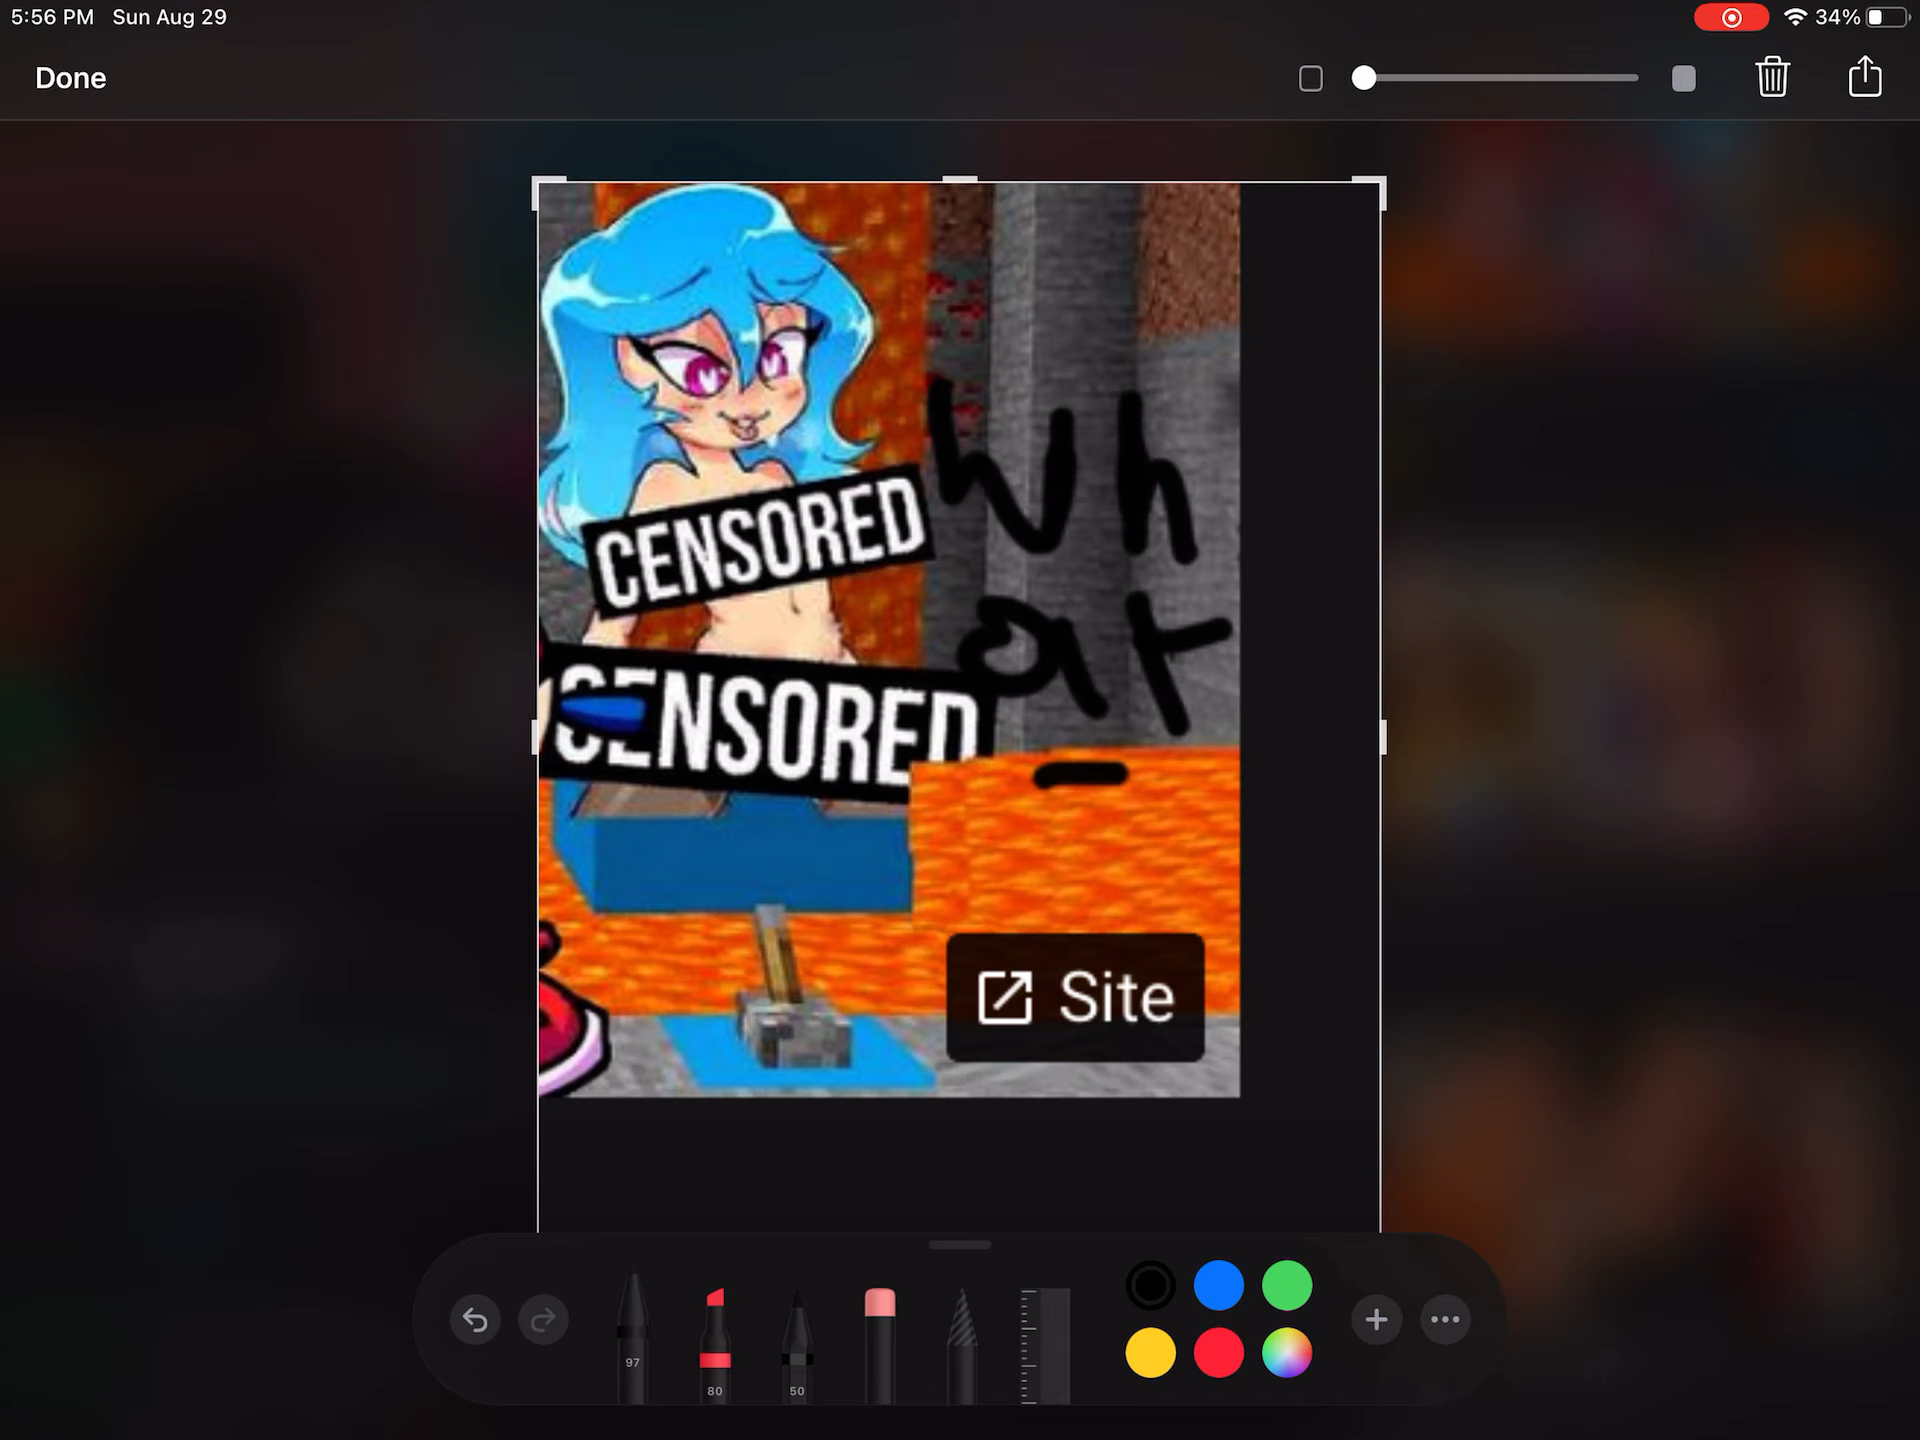 5:56 PM Sun Aug 29
34%
Done
CENSORED
Wh
at
CENSORED
Site
97
80
50